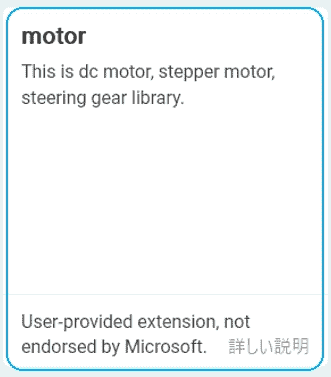 motor
This is dc motor, stepper motor,
steering gear library.
User-provided extension, not
endorsed by Microsoft. 詳しい説明